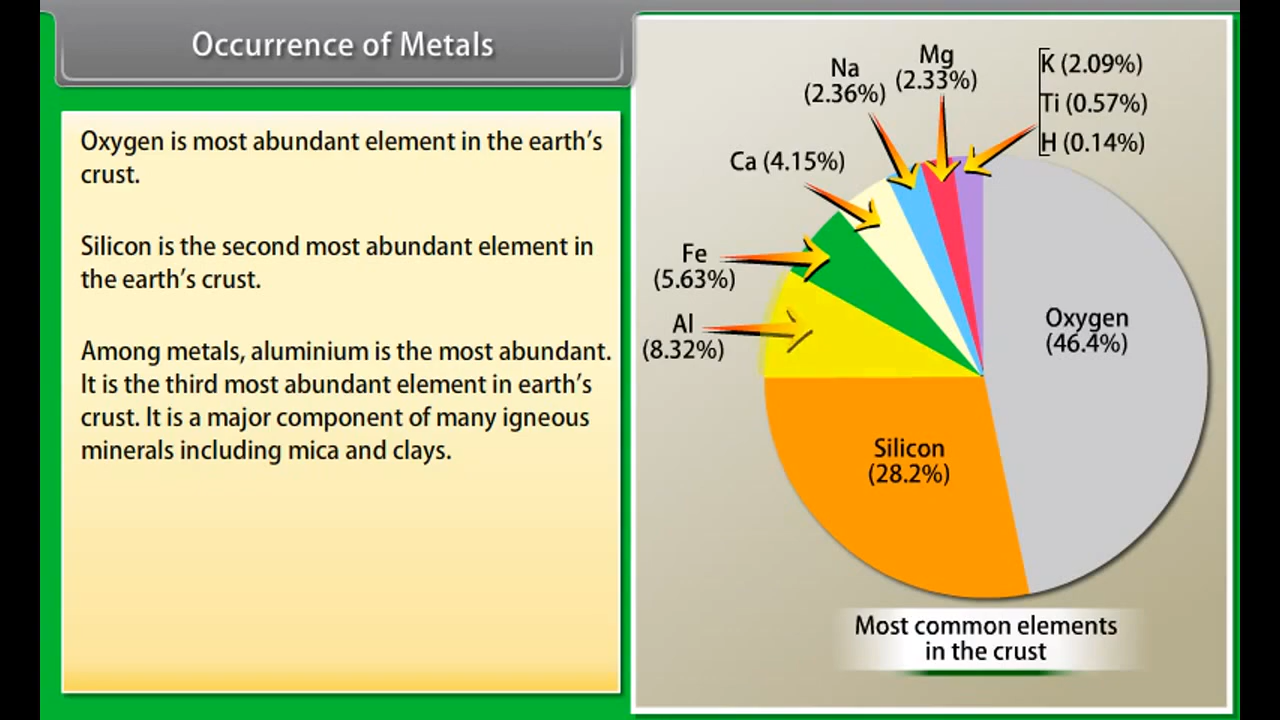 Occurrence of Metals
Oxygen is most abundant element in the earth's
crust.
Silicon is the second most abundant element in
the earth's crust.
Among metals, aluminium is the most abundant.
It is the third most abundant element in earth's
crust. It is a major component of many igneous
minerals including mica and clays.
Na
(2.36%)
Mg
(2.33%)
K (2.09%)
Ti (0.57%)
H (0.14%)
Ca (4.15%)
Fe
(5.63%)
Al
(8.32%)
Oxygen
(46.4%)
Silicon
(28.2%)
Most common elements
in the crust